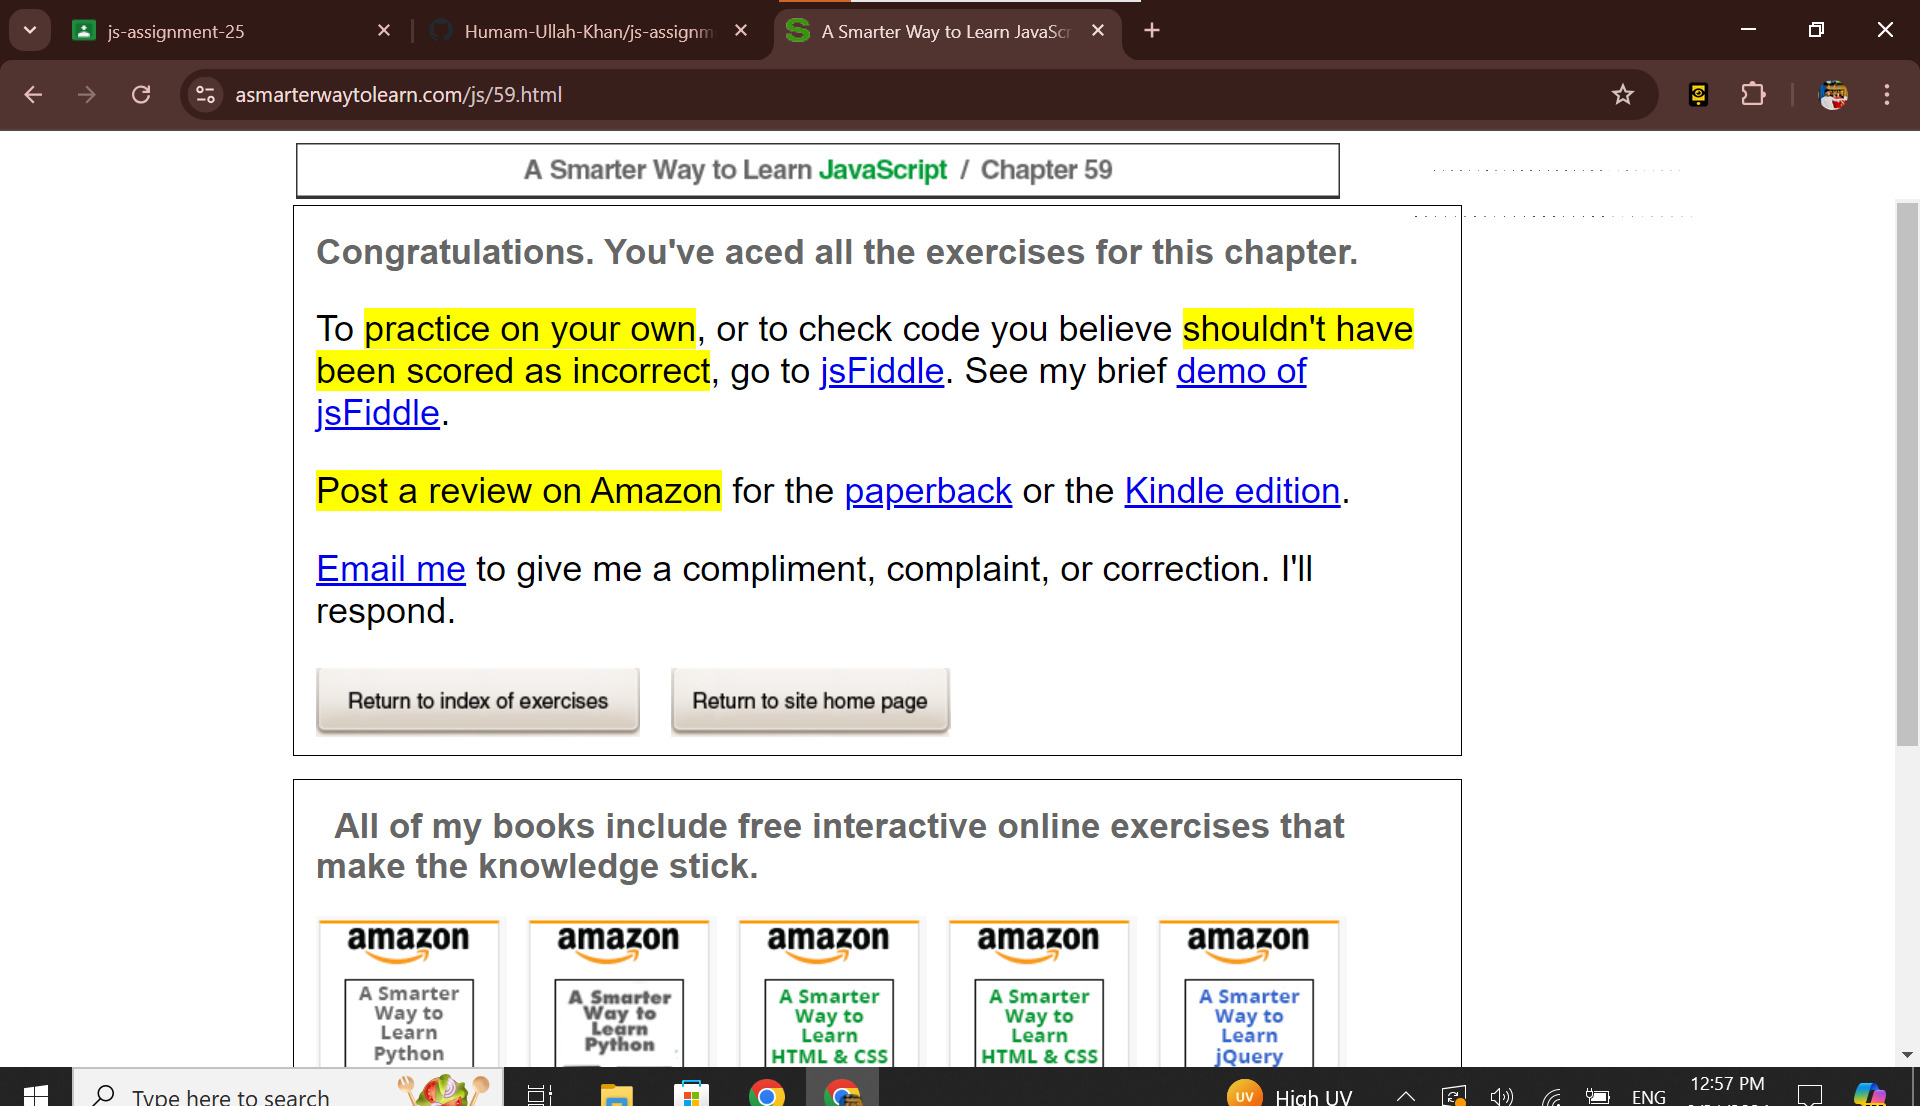 js-assignment-25
Humam-Ullah-Khan/js-assignm
A Smarter Way to Learn JavaScr
asmarterwaytolearn.com/js/59.html
A Smarter Way to Learn JavaScript / Chapter 59
Congratulations. You've aced all the exercises for this chapter.
To practice on your own, or to check code you believe shouldn't have
been scored as incorrect, go to jsFiddle. See my brief demo of
jsFiddle.
Post a review on Amazon for the paperback or the Kindle edition.
Email me to give me a compliment, complaint, or correction. I'll
respond.
Return to index of exercises
Return to site home page
All of my books include free interactive online exercises that
make the knowledge stick.
amazon
A Smarter
Way to
Learn
Python
amazon
A Smarter
Way to
Learn
Python
amazon
A Smarter
Way to
Learn
HTML & CSS
amazon
A Smarter
Way to
Learn
HTML & CSS
amazon
A Smarter
Way to
Learn
jQuery
Type here to search
UV
High UV
ENG
12:57 PM